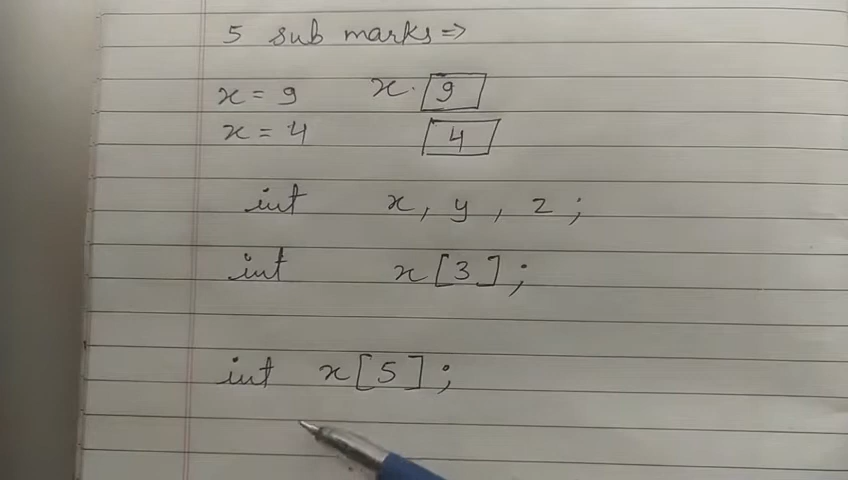 5 sub marks =>
x = 9 x. 9
x = 4 4
int x, y, z ;
int x[3] ;
int x[5] ;